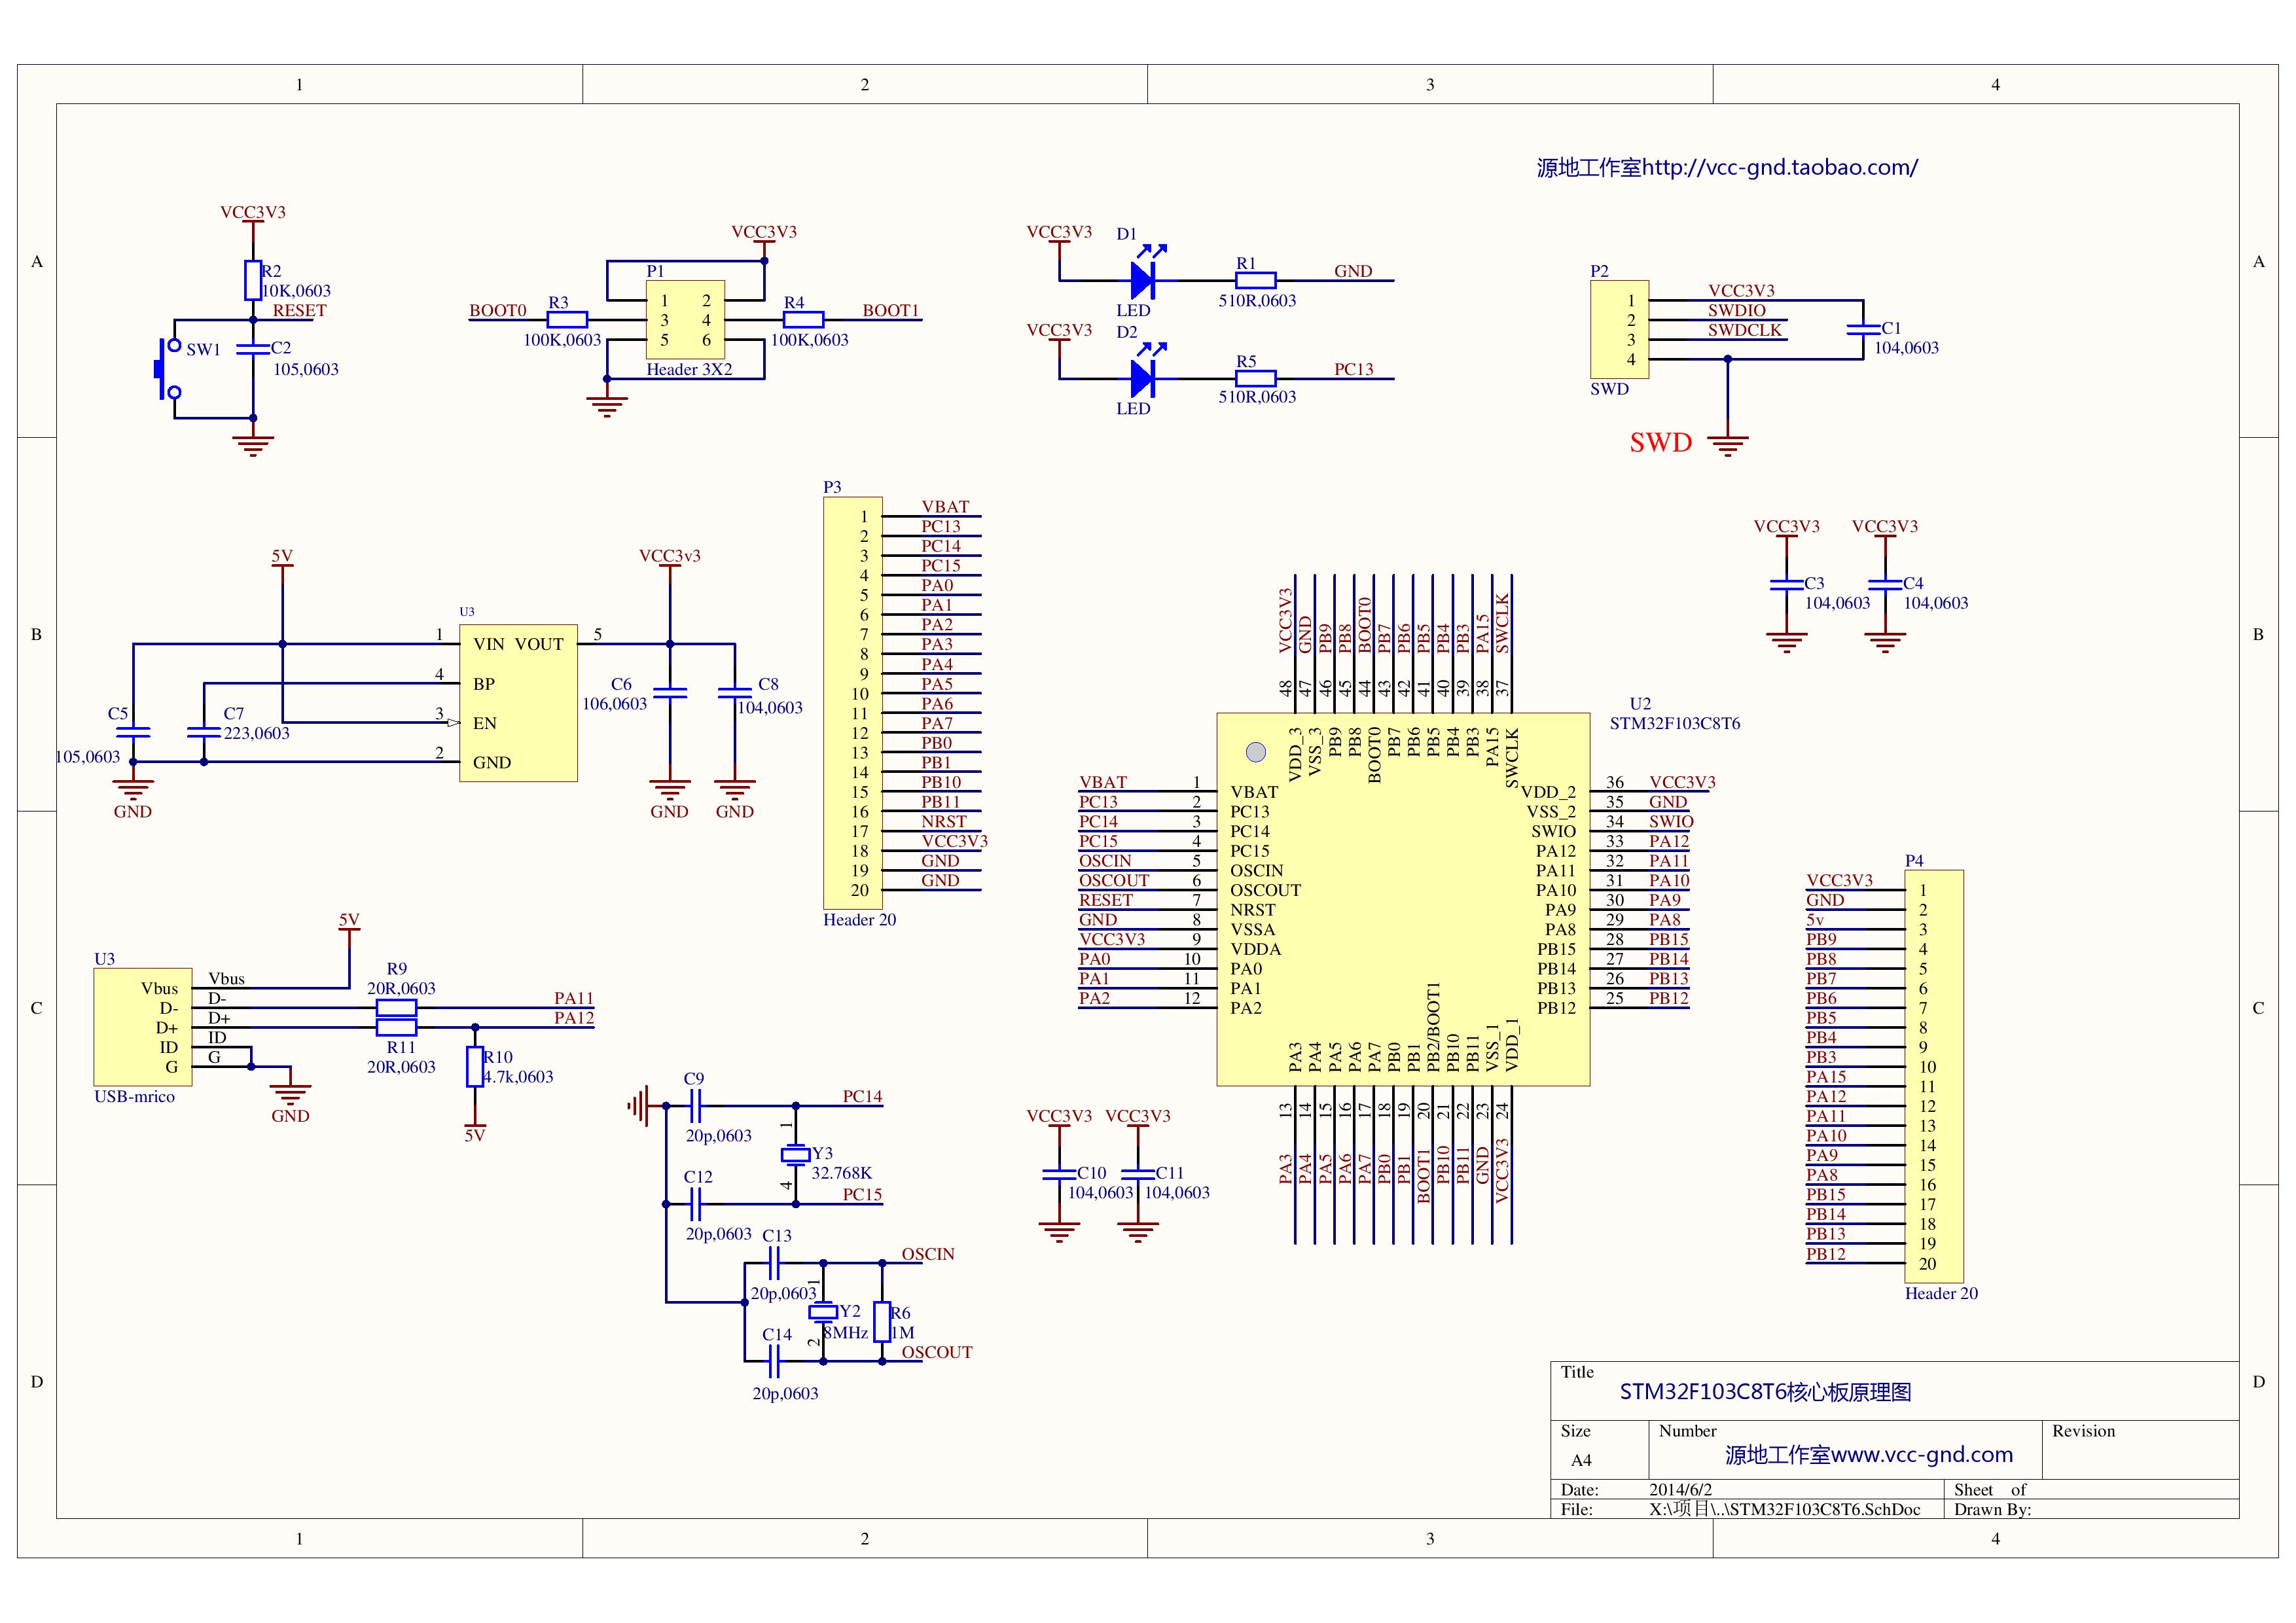 1 2 3 4
A
A
源地工作室http://vcc-gnd.taobao.com/
VCC3V3
R2
10K,0603
RESET
SW1
C2
105,0603
VCC3V3
P1
BOOT0
R3
100K,0603
1 2
3 4
5 6
R4
100K,0603
BOOT1
Header 3X2
VCC3V3
D1
LED
R1
510R,0603
GND
VCC3V3
D2
LED
R5
510R,0603
PC13
P2
1 VCC3V3
2 SWDIO
3 SWDCLK
4
SWD
C1
104,0603
SWD
B
B
5V
VCC3v3
U3
1 VIN VOUT 5
4 BP
3 EN
2 GND
C5
105,0603
C7
223,0603
GND
C6
106,0603
GND
C8
104,0603
GND
P3
1 VBAT
2 PC13
3 PC14
4 PC15
5 PA0
6 PA1
7 PA2
8 PA3
9 PA4
10 PA5
11 PA6
12 PA7
13 PB0
14 PB1
15 PB10
16 PB11
17 NRST
18 VCC3V3
19 GND
20 GND
Header 20
VCC3V3
C3
104,0603
VCC3V3
C4
104,0603
U2
STM32F103C8T6
VCC3V3 48 VDD_3
GND 47 VSS_3
PB9 46 PB9
PB8 45 PB8
BOOT0 44 BOOT0
PB7 43 PB7
PB6 42 PB6
PB5 41 PB5
PB4 40 PB4
PB3 39 PB3
PA15 38 PA15
SWCLK 37 SWCLK
VBAT 1 VBAT
PC13 2 PC13
PC14 3 PC14
PC15 4 PC15
OSCIN 5 OSCIN
OSCOUT 6 OSCOUT
RESET 7 NRST
GND 8 VSSA
VCC3V3 9 VDDA
PA0 10 PA0
PA1 11 PA1
PA2 12 PA2
VDD_2 36 VCC3V3
VSS_2 35 GND
SWIO 34 SWIO
PA12 33 PA12
PA11 32 PA11
PA10 31 PA10
PA9 30 PA9
PA8 29 PA8
PB15 28 PB15
PB14 27 PB14
PB13 26 PB13
PB12 25 PB12
PA3 13 PA3
PA4 14 PA4
PA5 15 PA5
PA6 16 PA6
PA7 17 PA7
PB0 18 PB0
PB1 19 PB1
PB2/BOOT1 20 BOOT1
PB10 21 PB10
PB11 22 PB11
VSS_1 23 GND
VDD_1 24 VCC3V3
C
C
5V
U3
Vbus Vbus
D- D-
D+ D+
ID ID
G G
USB-mrico
GND
R9
20R,0603
PA11
PA12
R11
20R,0603
R10
4.7k,0603
5V
C9
20p,0603
PC14
1
Y3
32.768K
4
C12
20p,0603
PC15
C13
20p,0603
OSCIN
1
Y2
8MHz
2
R6
1M
C14
20p,0603
OSCOUT
VCC3V3
C10
104,0603
VCC3V3
C11
104,0603
P4
VCC3V3 1
GND 2
5v 3
PB9 4
PB8 5
PB7 6
PB6 7
PB5 8
PB4 9
PB3 10
PA15 11
PA12 12
PA11 13
PA10 14
PA9 15
PA8 16
PB15 17
PB14 18
PB13 19
PB12 20
Header 20
D
D
Title
STM32F103C8T6核心板原理图
Size Number Revision
A4 源地工作室www.vcc-gnd.com
Date: 2014/6/2 Sheet of
File: X:\项目\..\STM32F103C8T6.SchDoc Drawn By:
1 2 3 4